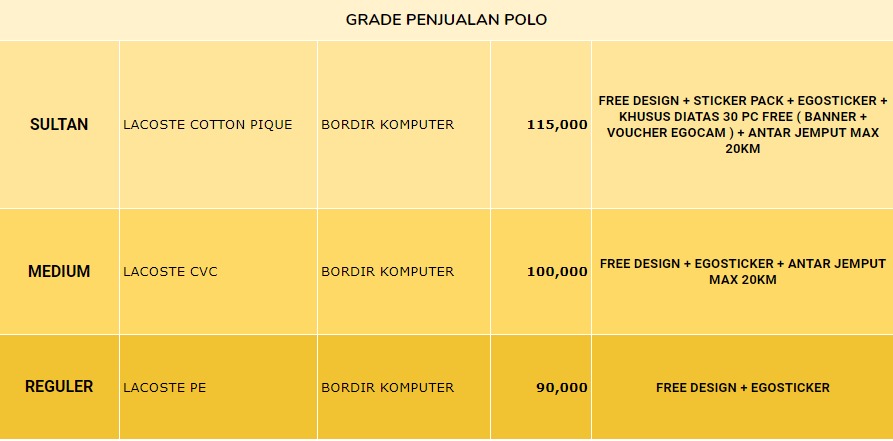 GRADE PENJUALAN POLO
SULTAN
LACOSTE COTTON PIQUE
BORDIR KOMPUTER
115,000
FREE DESIGN + STICKER PACK + EGOSTICKER +
KHUSUS DIATAS 30 PC FREE ( BANNER +
VOUCHER EGOCAM ) + ANTAR JEMPUT MAX
20KM
MEDIUM
LACOSTE CVC
BORDIR KOMPUTER
100,000
FREE DESIGN + EGOSTICKER + ANTAR JEMPUT
MAX 20KM
REGULER
LACOSTE PE
BORDIR KOMPUTER
90,000
FREE DESIGN + EGOSTICKER